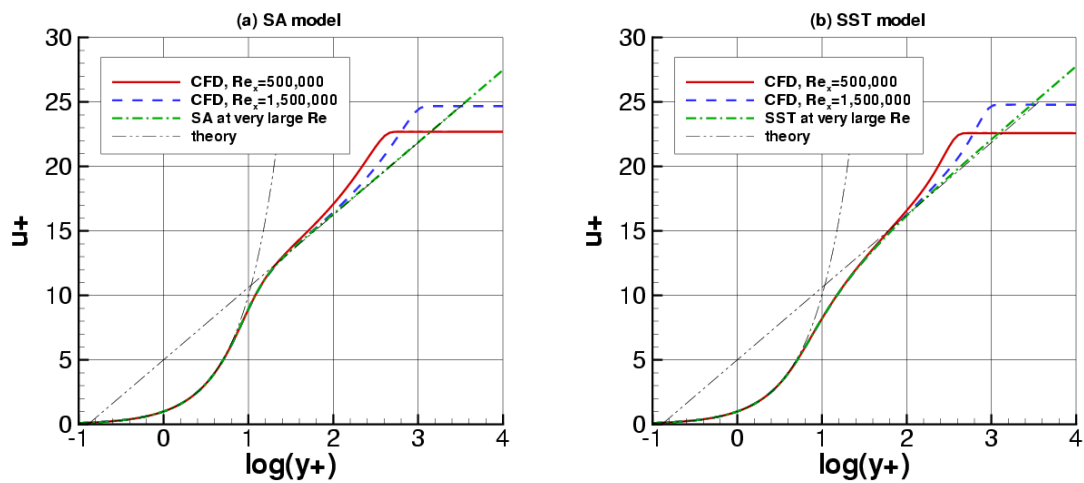 (a) SA model
30
25
20
15
10
5
0
-1 0 1 2 3 4
u+
log(y+)
CFD, Reₓ=500,000
CFD, Reₓ=1,500,000
SA at very large Re
theory
(b) SST model
30
25
20
15
10
5
0
-1 0 1 2 3 4
u+
log(y+)
CFD, Reₓ=500,000
CFD, Reₓ=1,500,000
SST at very large Re
theory